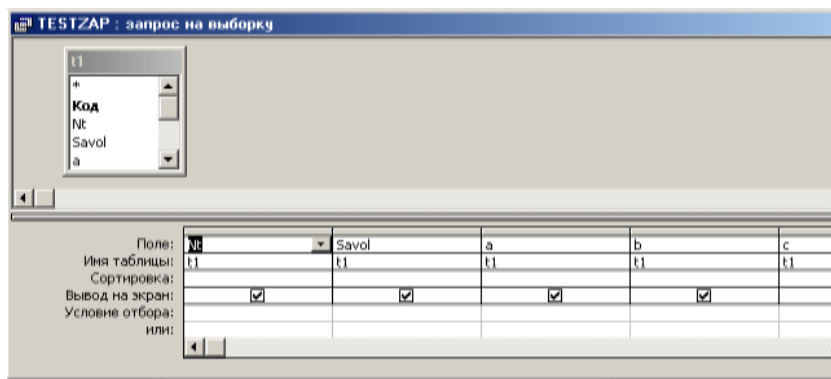 TESTZAP : запрос на выборку
t1
*
Код
Nt
Savol
a
Поле: Nt Savol a b c
Имя таблицы: t1 t1 t1 t1 t1
Сортировка:
Вывод на экран:
Условие отбора:
или: